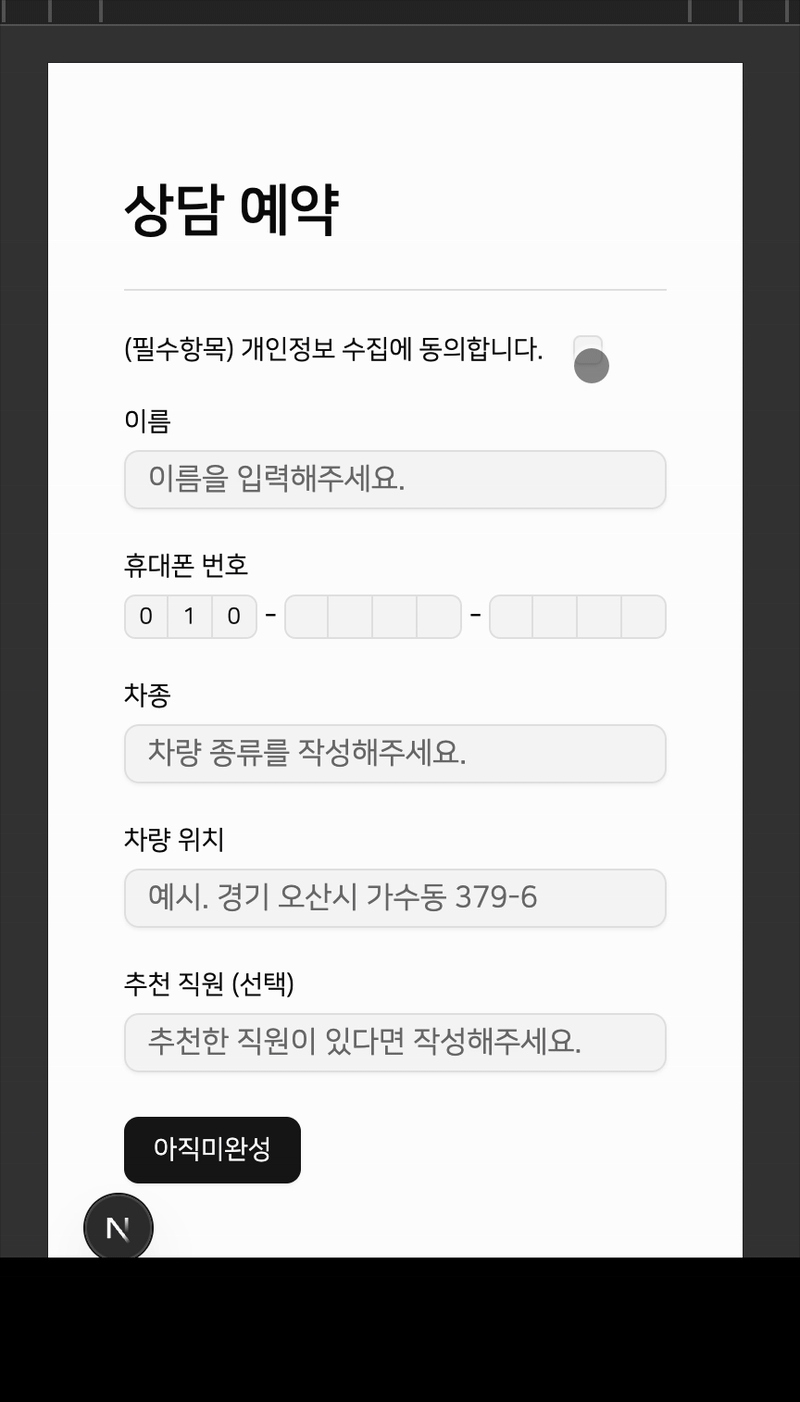 상담 예약
(필수항목) 개인정보 수집에 동의합니다.
이름
이름을 입력해주세요.
휴대폰 번호
0 1 0 - -
차종
차량 종류를 작성해주세요.
차량 위치
예시. 경기 오산시 가수동 379-6
추천 직원 (선택)
추천한 직원이 있다면 작성해주세요.
아직미완성
N